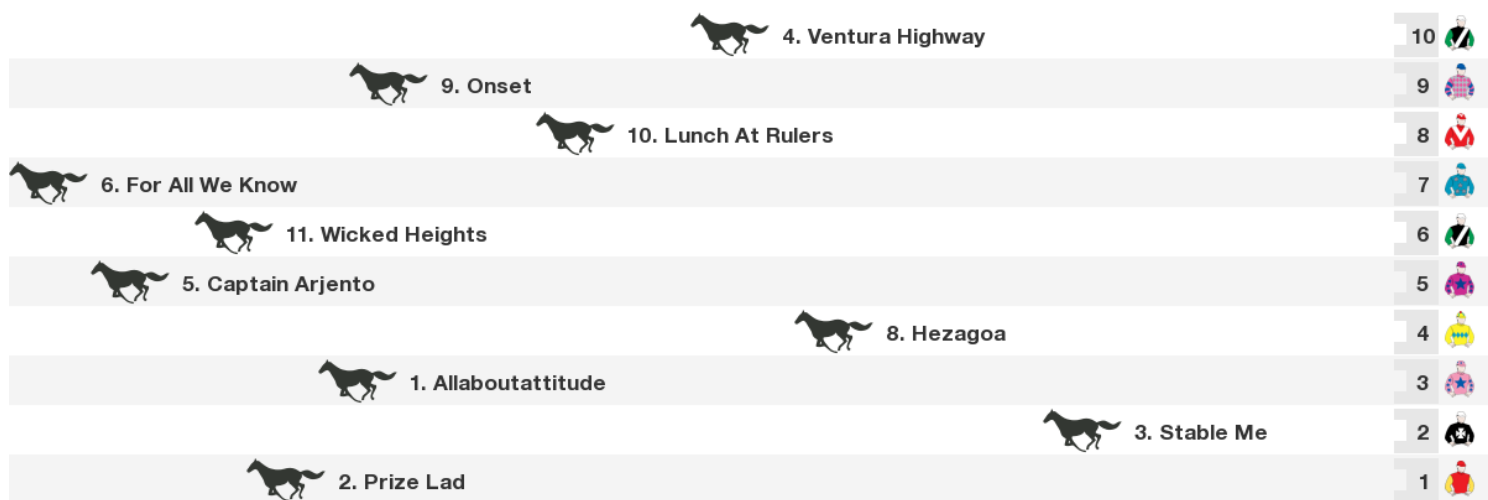 4. Ventura Highway 10
9. Onset 9
10. Lunch At Rulers 8
6. For All We Know 7
11. Wicked Heights 6
5. Captain Arjento 5
8. Hezagoa 4
1. Allaboutattitude 3
3. Stable Me 2
2. Prize Lad 1